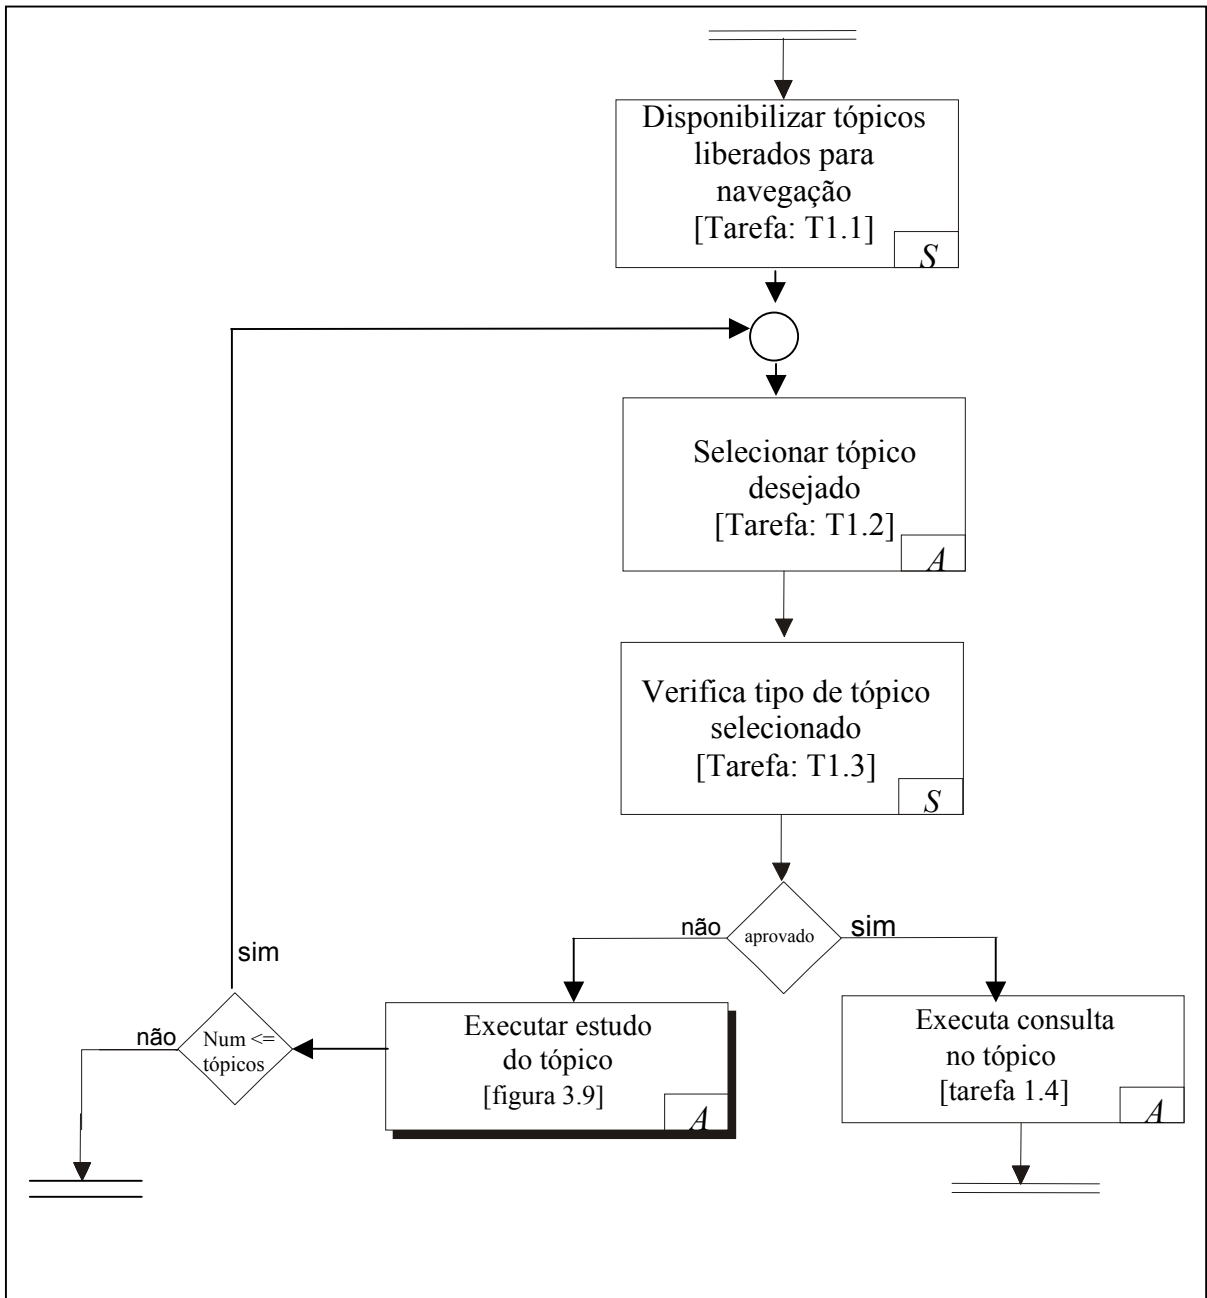 Disponibilizar tópicos
liberados para
navegação
[Tarefa: T1.1]
S
Selecionar tópico
desejado
[Tarefa: T1.2]
A
Verifica tipo de tópico
selecionado
[Tarefa: T1.3]
S
não
aprovado
sim
sim
não
Num <=
tópicos
Executar estudo
do tópico
[figura 3.9]
A
Executa consulta
no tópico
[tarefa 1.4]
A